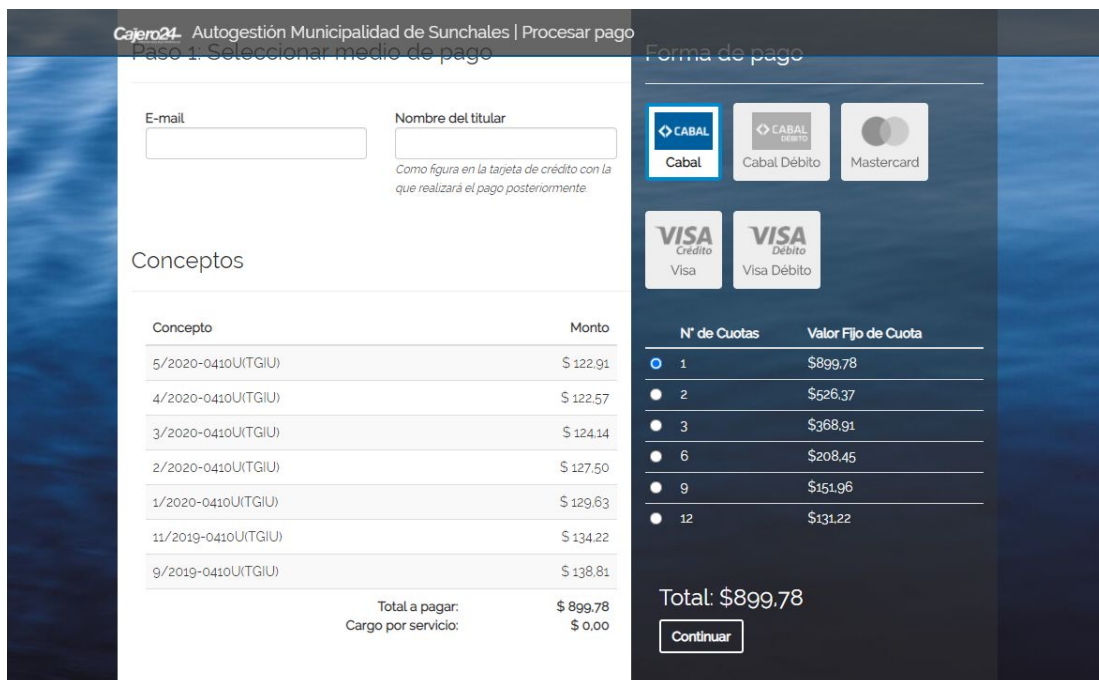 Cajero24 Autogestión Municipalidad de Sunchales | Procesar pago
Paso 1: Seleccionar medio de pago
E-mail
Nombre del titular
Como figura en la tarjeta de crédito con la
que realizará el pago posteriormente.
Conceptos
Concepto Monto
5/2020-0410U(TGIU) $ 122,91
4/2020-0410U(TGIU) $ 122,57
3/2020-0410U(TGIU) $ 124,14
2/2020-0410U(TGIU) $ 127,50
1/2020-0410U(TGIU) $ 129,63
11/2019-0410U(TGIU) $ 134,22
9/2019-0410U(TGIU) $ 138,81
Total a pagar: $ 899,78
Cargo por servicio: $ 0,00
Forma de pago
CABAL
Cabal
CABAL
DÉBITO
Cabal Débito
Mastercard
VISA
Crédito
Visa
VISA
Débito
Visa Débito
N° de Cuotas Valor Fijo de Cuota
1 $899,78
2 $526,37
3 $368,91
6 $208,45
9 $151,96
12 $131,22
Total: $899,78
Continuar